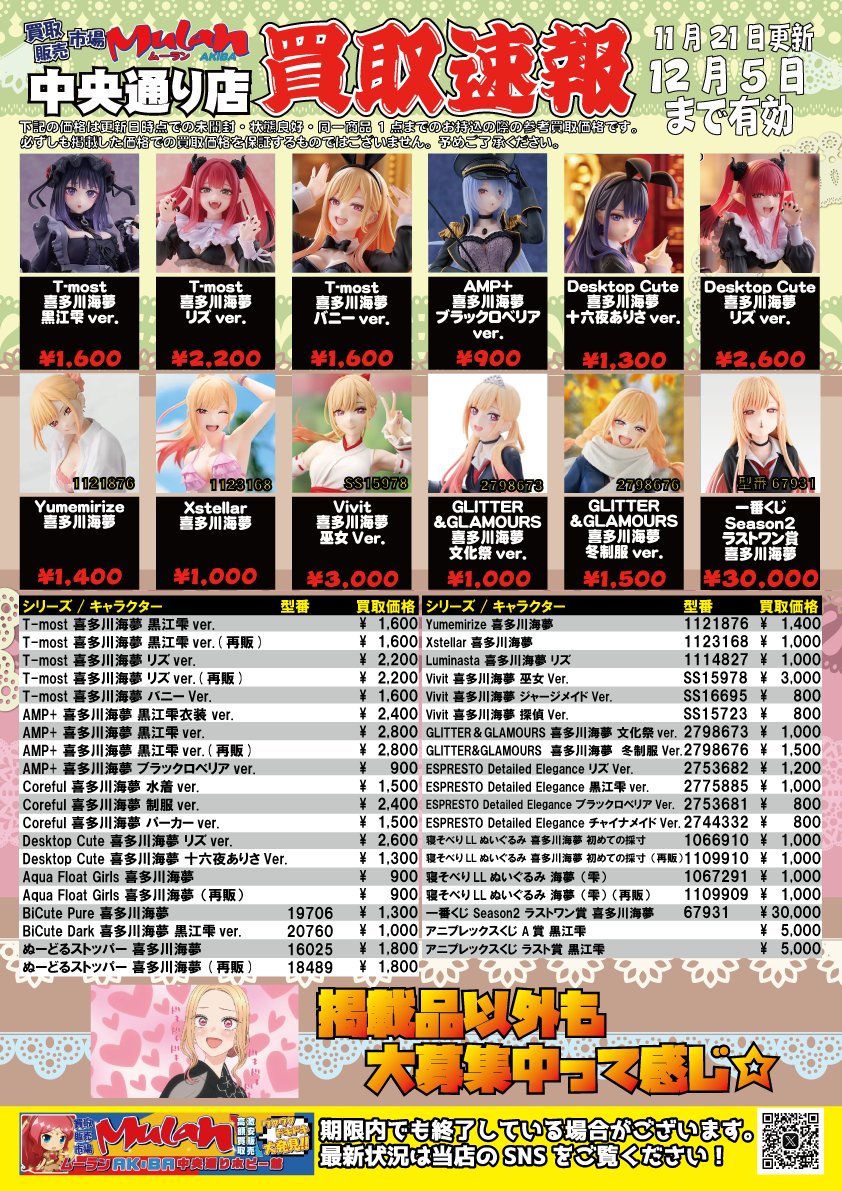 買取販売市場 Mulan ムーラン AKIBA
中央通り店
買取速報
11月21日更新
12月5日
まで有効
下記の価格は更新日時点での未開封・状態良好・同一商品1点までのお持込の際の参考買取価格です。
必ずしも掲載した価格での買取価格を保証するものではございません。予めご了承ください。
T-most
喜多川海夢
黒江雫 ver.
¥1,600
T-most
喜多川海夢
リズ ver.
¥2,200
T-most
喜多川海夢
バニー ver.
¥1,600
AMP+
喜多川海夢
ブラックロベリア
ver.
¥900
Desktop Cute
喜多川海夢
十六夜ありさ ver.
¥1,300
Desktop Cute
喜多川海夢
リズ ver.
¥2,600
1121876
Yumemirize
喜多川海夢
¥1,400
1123168
Xstellar
喜多川海夢
¥1,000
SS15978
Vivit
喜多川海夢
巫女 Ver.
¥3,000
2798673
GLITTER
&GLAMOURS
喜多川海夢
文化祭 ver.
¥1,000
2798676
GLITTER
&GLAMOURS
喜多川海夢
冬制服 ver.
¥1,500
型番 67931
一番くじ
Season2
ラストワン賞
喜多川海夢
¥30,000
シリーズ / キャラクター 型番 買取価格
T-most 喜多川海夢 黒江雫 ver. ¥ 1,600
T-most 喜多川海夢 黒江雫 ver.(再販) ¥ 1,600
T-most 喜多川海夢 リズ ver. ¥ 2,200
T-most 喜多川海夢 リズ ver.(再販) ¥ 2,200
T-most 喜多川海夢 バニー Ver. ¥ 1,600
AMP+ 喜多川海夢 黒江雫衣装 ver. ¥ 2,400
AMP+ 喜多川海夢 黒江雫 ver. ¥ 2,800
AMP+ 喜多川海夢 黒江雫 ver.(再販) ¥ 2,800
AMP+ 喜多川海夢 ブラックロベリア ver. ¥ 900
Coreful 喜多川海夢 水着 ver. ¥ 1,500
Coreful 喜多川海夢 制服 ver. ¥ 2,400
Coreful 喜多川海夢 パーカー ver. ¥ 1,500
Desktop Cute 喜多川海夢 リズ ver. ¥ 2,600
Desktop Cute 喜多川海夢 十六夜ありさ Ver. ¥ 1,300
Aqua Float Girls 喜多川海夢 ¥ 900
Aqua Float Girls 喜多川海夢(再販) ¥ 900
BiCute Pure 喜多川海夢 19706 ¥ 1,300
BiCute Dark 喜多川海夢 黒江雫 ver. 20760 ¥ 1,000
ぬーどるストッパー 喜多川海夢 16025 ¥ 1,800
ぬーどるストッパー 喜多川海夢(再販) 18489 ¥ 1,800
シリーズ / キャラクター 型番 買取価格
Yumemirize 喜多川海夢 1121876 ¥ 1,400
Xstellar 喜多川海夢 1123168 ¥ 1,000
Luminasta 喜多川海夢 リズ 1114827 ¥ 1,000
Vivit 喜多川海夢 巫女 Ver. SS15978 ¥ 3,000
Vivit 喜多川海夢 ジャージメイド Ver. SS16695 ¥ 800
Vivit 喜多川海夢 探偵 Ver. SS15723 ¥ 800
GLITTER&GLAMOURS 喜多川海夢 文化祭 ver. 2798673 ¥ 1,000
GLITTER&GLAMOURS 喜多川海夢 冬制服 Ver. 2798676 ¥ 1,500
ESPRESTO Detailed Elegance リズ Ver. 2753682 ¥ 1,200
ESPRESTO Detailed Elegance 黒江雫 Ver. 2775885 ¥ 1,000
ESPRESTO Detailed Elegance ブラックロベリア Ver. 2753681 ¥ 800
ESPRESTO Detailed Elegance チャイナメイド Ver. 2744332 ¥ 800
寝そべり LL ぬいぐるみ 喜多川海夢 初めての採寸 1066910 ¥ 1,000
寝そべり LL ぬいぐるみ 喜多川海夢 初めての採寸(再販) 1109910 ¥ 1,000
寝そべり LL ぬいぐるみ 海夢(雫) 1067291 ¥ 1,000
寝そべり LL ぬいぐるみ 海夢(雫)(再販) 1109909 ¥ 1,000
一番くじ Season2 ラストワン賞 喜多川海夢 67931 ¥30,000
アニプレックスくじ A賞 黒江雫 ¥ 5,000
アニプレックスくじ ラスト賞 黒江雫 ¥ 5,000
掲載品以外も
大募集中って感じ☆
買取販売市場 Mulan 激安販売 高額買取 ワクワクドキドキ大発見!!
ムーラン AKIBA 中央通りホビー館
期限内でも終了している場合がございます。
最新状況は当店の SNS をご覧ください!